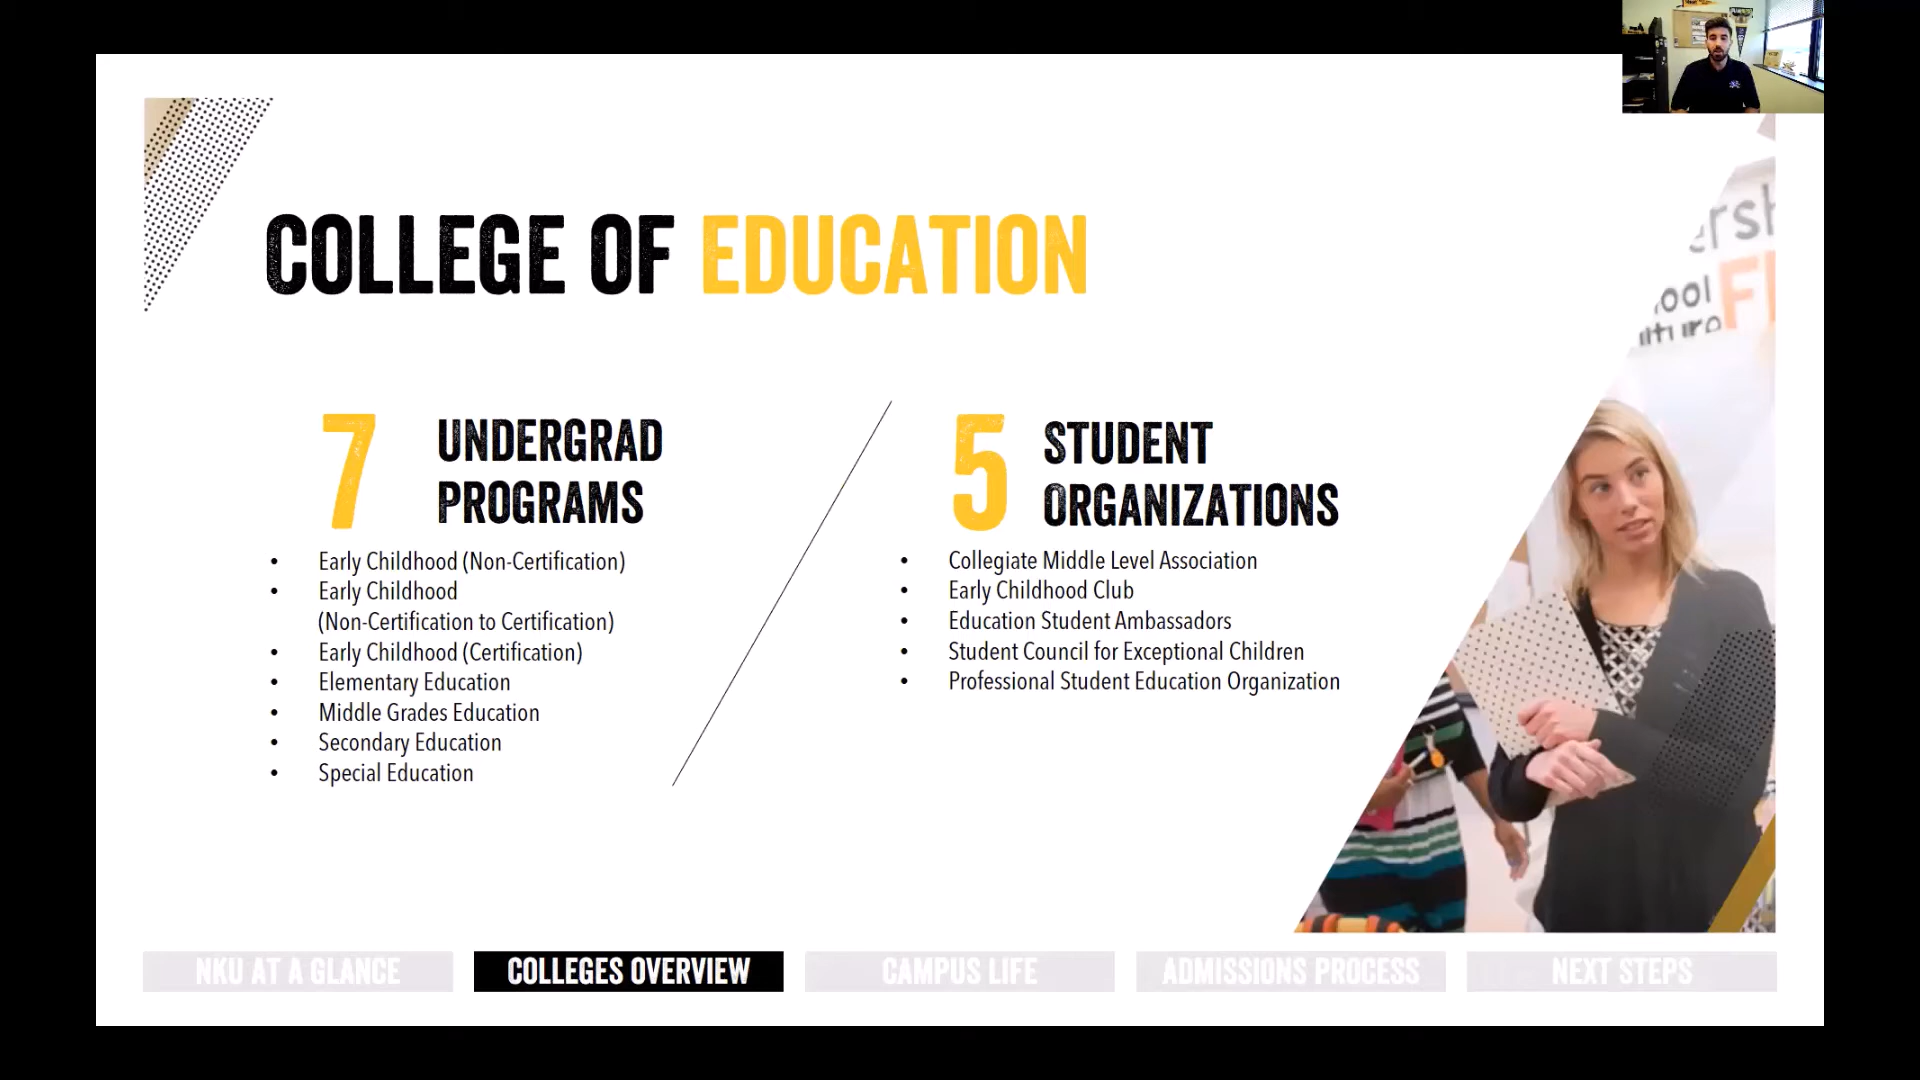 COLLEGE OF EDUCATION
7 UNDERGRAD
PROGRAMS
• Early Childhood (Non-Certification)
• Early Childhood
(Non-Certification to Certification)
• Early Childhood (Certification)
• Elementary Education
• Middle Grades Education
• Secondary Education
• Special Education
5 STUDENT
ORGANIZATIONS
• Collegiate Middle Level Association
• Early Childhood Club
• Education Student Ambassadors
• Student Council for Exceptional Children
• Professional Student Education Organization
NKU AT A GLANCE
COLLEGES OVERVIEW
CAMPUS LIFE
ADMISSIONS PROCESS
NEXT STEPS